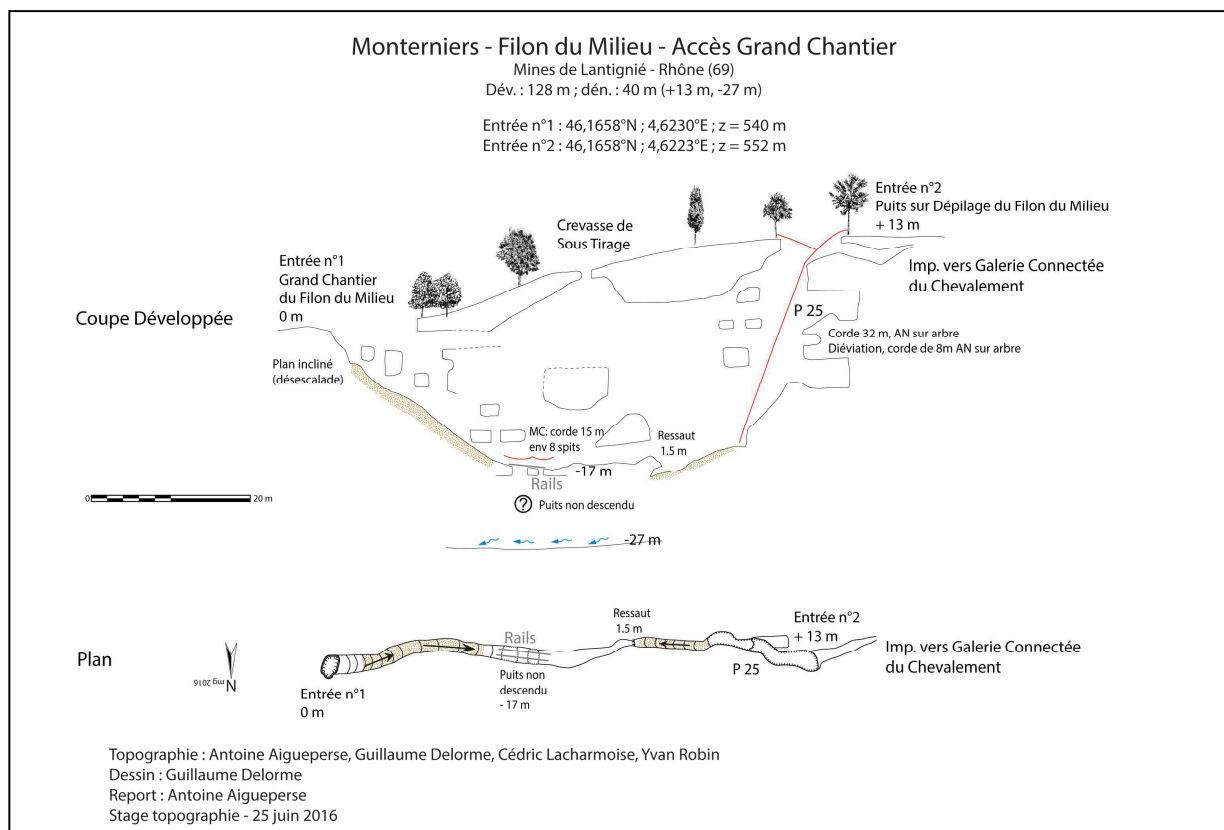 Monterniers - Filon du Milieu - Accès Grand Chantier
Mines de Lantignié - Rhône (69)
Dév. : 128 m ; dén. : 40 m (+13 m, -27 m)
Entrée n°1 : 46,1658°N ; 4,6230°E ; z = 540 m
Entrée n°2 : 46,1658°N ; 4,6223°E ; z = 552 m
Entrée n°2
Puits sur Dépilage du Filon du Milieu
+ 13 m
Crevasse de
Sous Tirage
Entrée n°1
Grand Chantier
du Filon du Milieu
0 m
Imp. vers Galerie Connectée
du Chevalement
Coupe Développée
P 25
Corde 32 m, AN sur arbre
Diéviation, corde de 8m AN sur arbre
Plan incliné
(désescalade)
MC: corde 15 m
env 8 spits
Ressaut
1.5 m
-17 m
Rails
0
20 m
? Puits non descendu
-27 m
Plan
N
mg 2016
Entrée n°1
0 m
Rails
Puits non
descendu
- 17 m
Ressaut
1.5 m
Entrée n°2
+ 13 m
P 25
Imp. vers Galerie Connectée
du Chevalement
Topographie : Antoine Aigueperse, Guillaume Delorme, Cédric Lacharmoise, Yvan Robin
Dessin : Guillaume Delorme
Report : Antoine Aigueperse
Stage topographie - 25 juin 2016